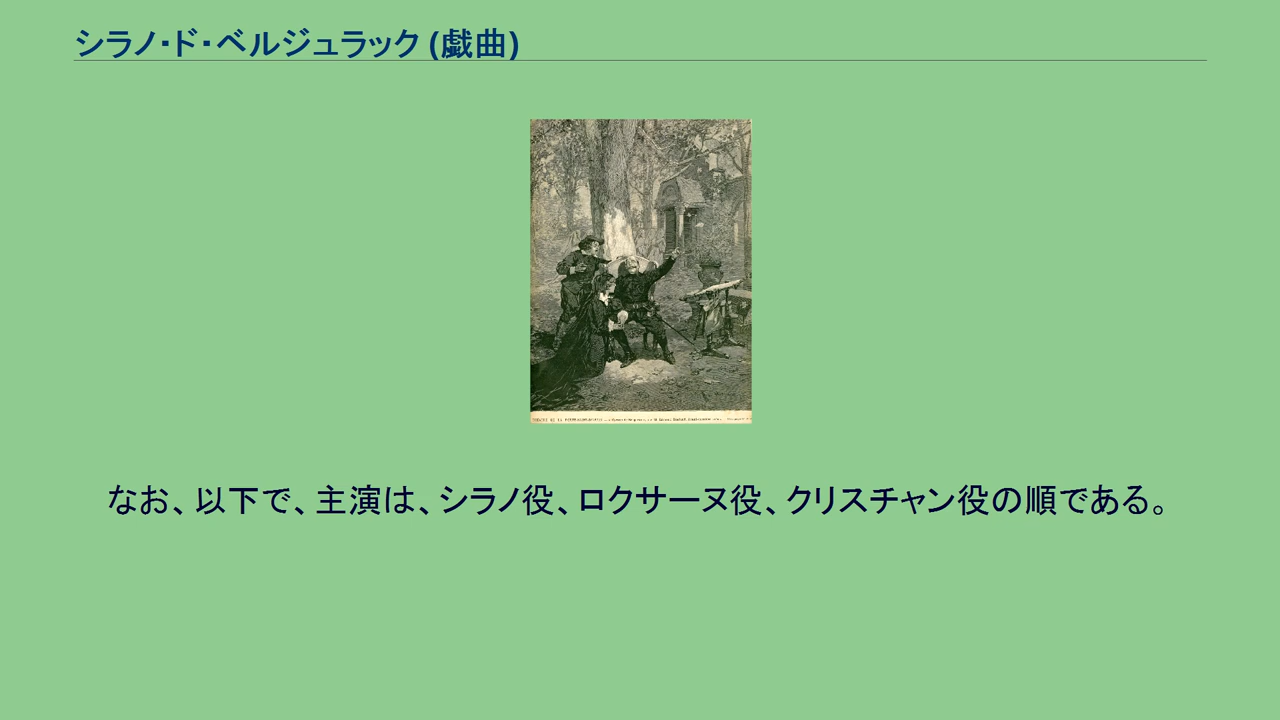 シラノ・ド・ベルジュラック (戯曲)
なお、以下で、主演は、シラノ役、ロクサーヌ役、クリスチャン役の順である。